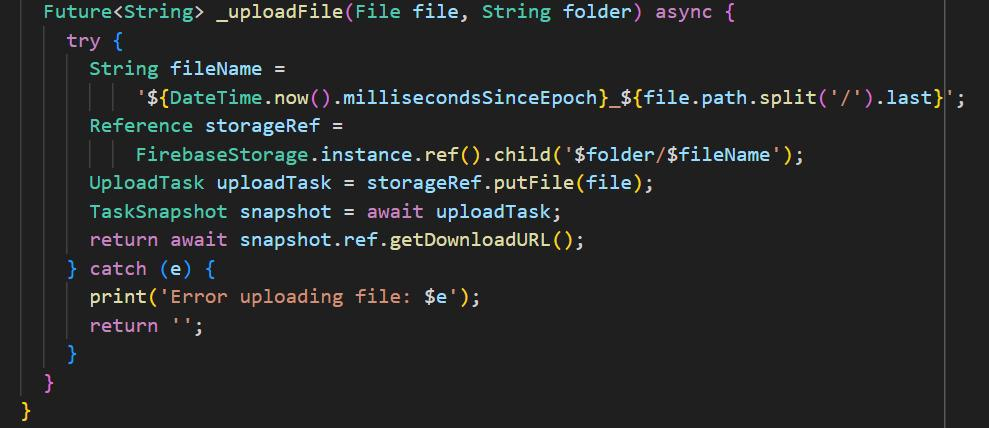 Future<String> _uploadFile(File file, String folder) async {
try {
String fileName =
'${DateTime.now().millisecondsSinceEpoch}_${file.path.split('/').last}';
Reference storageRef =
FirebaseStorage.instance.ref().child('$folder/$fileName');
UploadTask uploadTask = storageRef.putFile(file);
TaskSnapshot snapshot = await uploadTask;
return await snapshot.ref.getDownloadURL();
} catch (e) {
print('Error uploading file: $e');
return '';
}
}
}